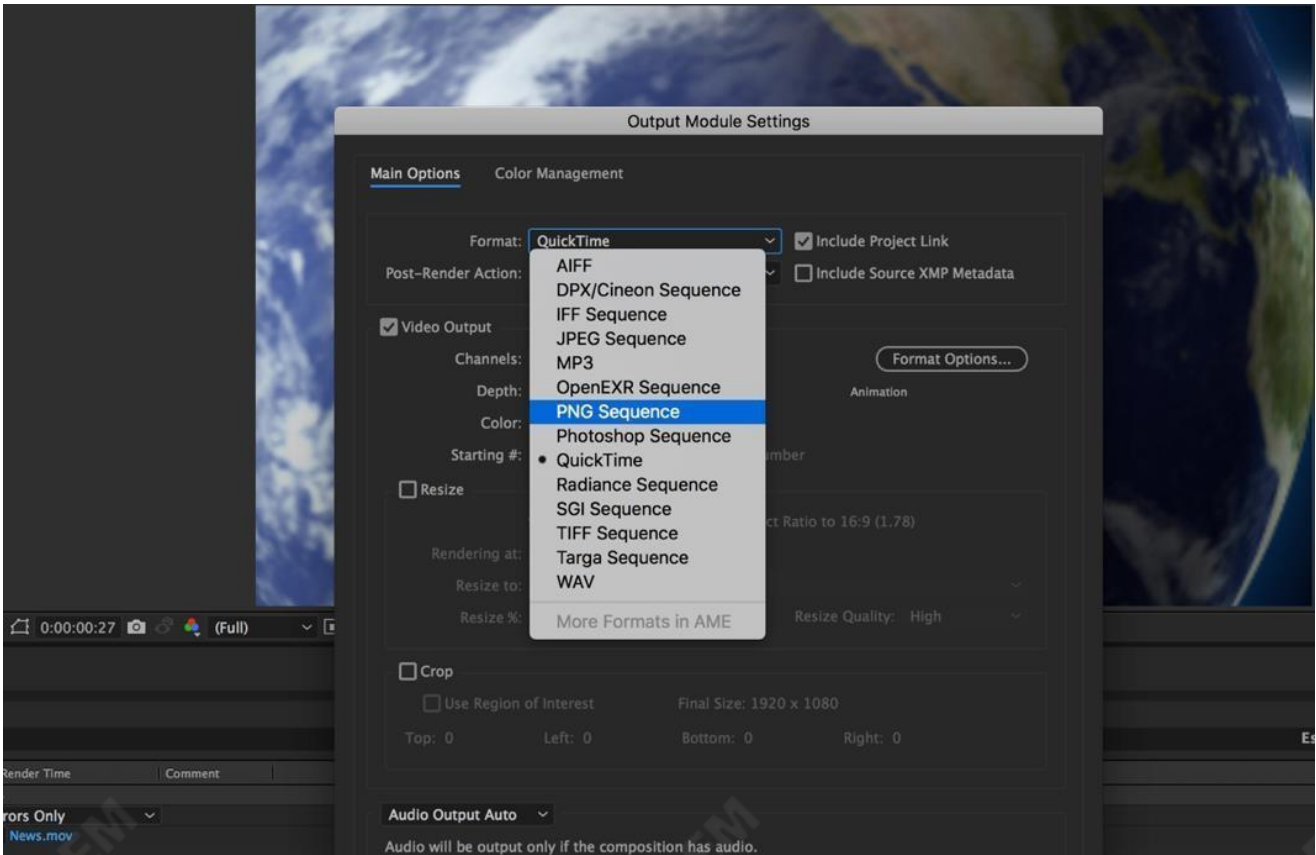 Output Module Settings
Main Options Color Management
Format: QuickTime Include Project Link
Post-Render Action: Include Source XMP Metadata
AIFF
DPX/Cineon Sequence
IFF Sequence
JPEG Sequence
MP3
OpenEXR Sequence
PNG Sequence
Photoshop Sequence
QuickTime
Radiance Sequence
SGI Sequence
TIFF Sequence
Targa Sequence
WAV
More Formats in AME
Video Output
Channels: Format Options...
Depth: Animation
Color:
Starting #: mber
Resize
ct Ratio to 16:9 (1.78)
Rendering at:
Resize to:
Resize %: Resize Quality: High
Crop
Use Region of Interest Final Size: 1920 x 1080
Top: 0 Left: 0 Bottom: 0 Right: 0
Audio Output Auto
Audio will be output only if the composition has audio.
0:00:00:27 (Full)
Es
Render Time Comment
rors Only
News.mov